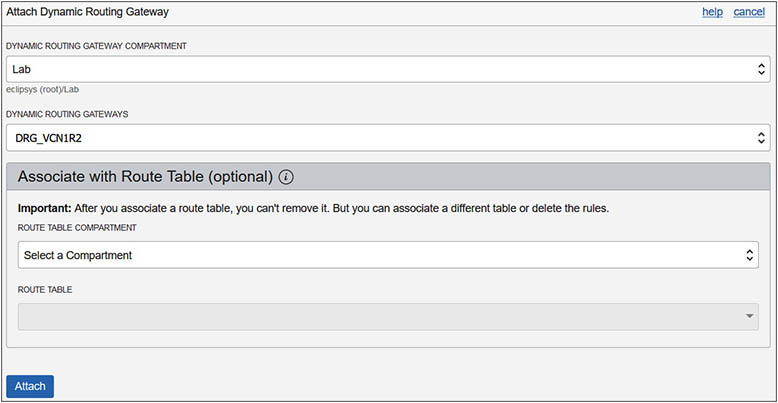 Attach Dynamic Routing Gateway help cancel
DYNAMIC ROUTING GATEWAY COMPARTMENT
Lab
eclipsys (root)/Lab
DYNAMIC ROUTING GATEWAYS
DRG_VCN1R2
Associate with Route Table (optional) i
Important: After you associate a route table, you can't remove it. But you can associate a different table or delete the rules.
ROUTE TABLE COMPARTMENT
Select a Compartment
ROUTE TABLE
Attach